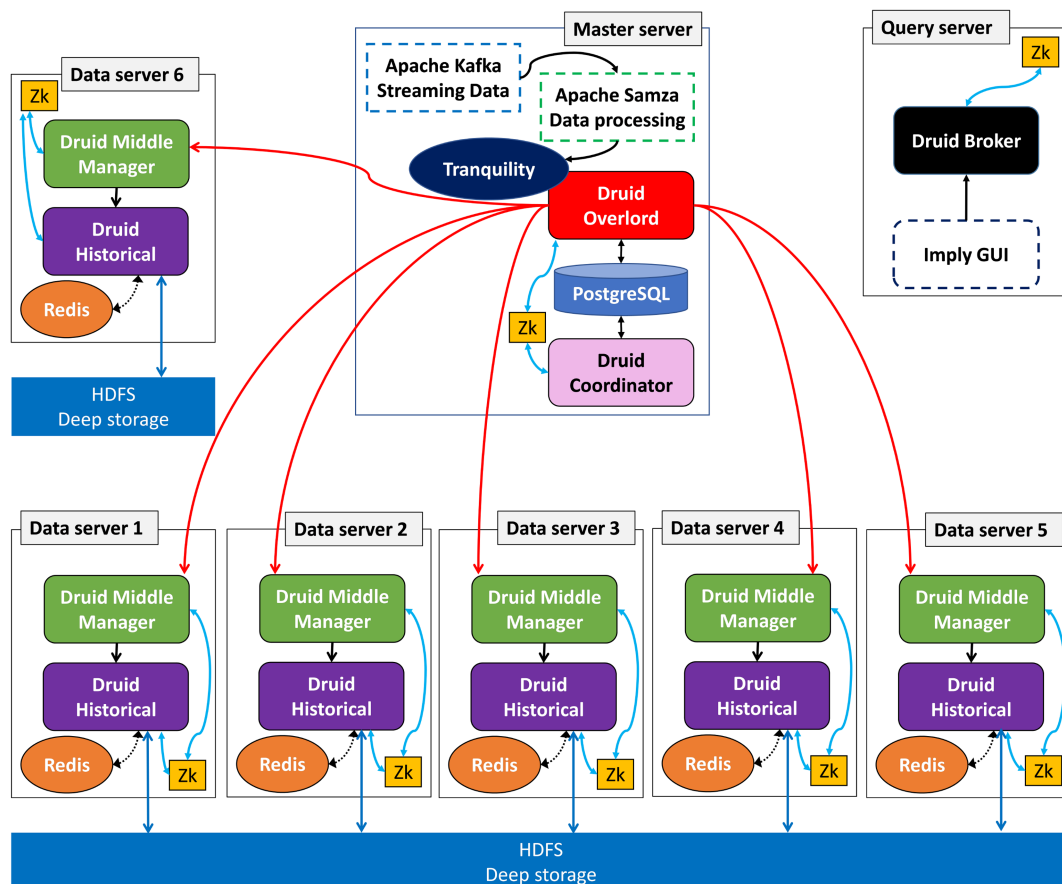 Master server
Apache Kafka
Streaming Data
Apache Samza
Data processing
Tranquility
Druid
Overlord
PostgreSQL
Zk
Druid
Coordinator
Query server
Zk
Druid Broker
Imply GUI
Data server 6
Zk
Druid Middle
Manager
Druid
Historical
Redis
HDFS
Deep storage
Data server 1
Druid Middle
Manager
Druid
Historical
Redis
Zk
Data server 2
Druid Middle
Manager
Druid
Historical
Redis
Zk
Data server 3
Druid Middle
Manager
Druid
Historical
Redis
Zk
Data server 4
Druid Middle
Manager
Druid
Historical
Redis
Zk
Data server 5
Druid Middle
Manager
Druid
Historical
Redis
Zk
HDFS
Deep storage